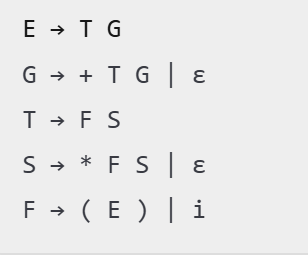 E → T G
G → + T G | ε
T → F S
S → * F S | ε
F → ( E ) | i